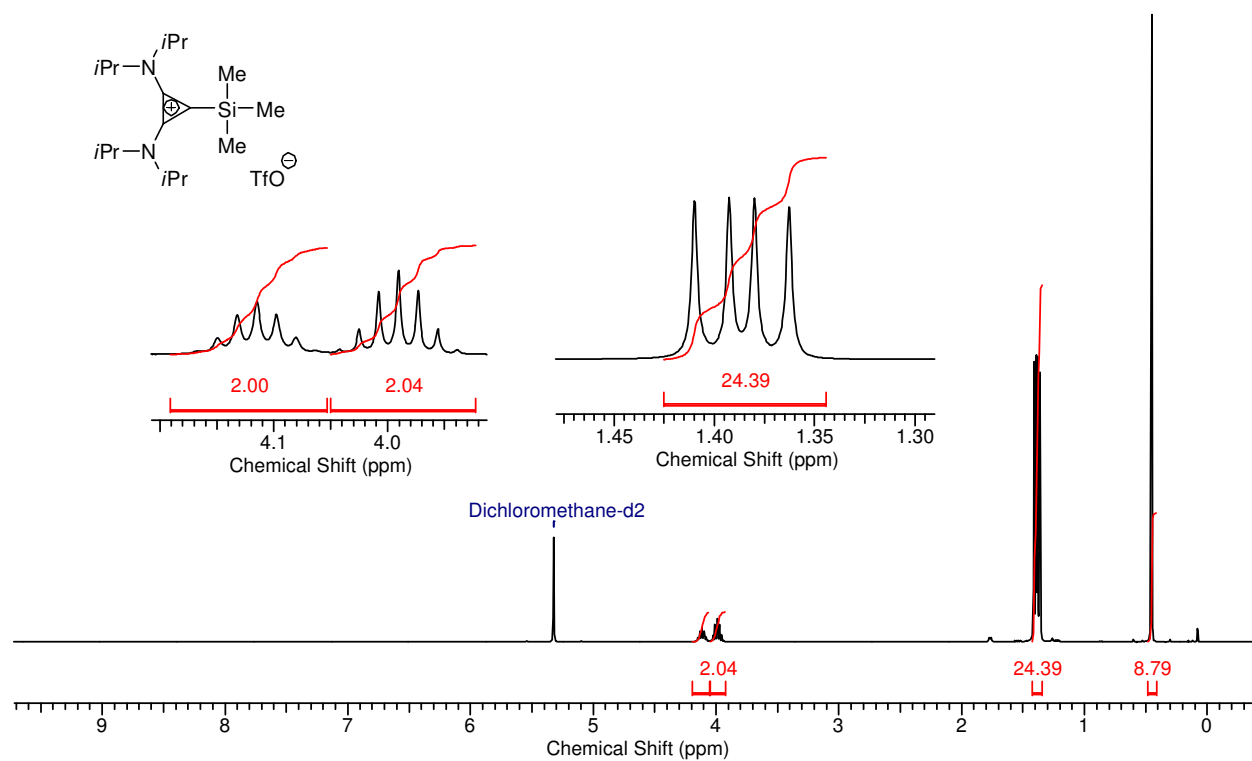 iPr
iPr N Me
+ Si Me
iPr N Me
iPr TfO −
2.00 2.04
4.1 4.0
Chemical Shift (ppm)
24.39
1.45 1.40 1.35 1.30
Chemical Shift (ppm)
Dichloromethane-d2
2.04 24.39 8.79
9 8 7 6 5 4 3 2 1 0
Chemical Shift (ppm)